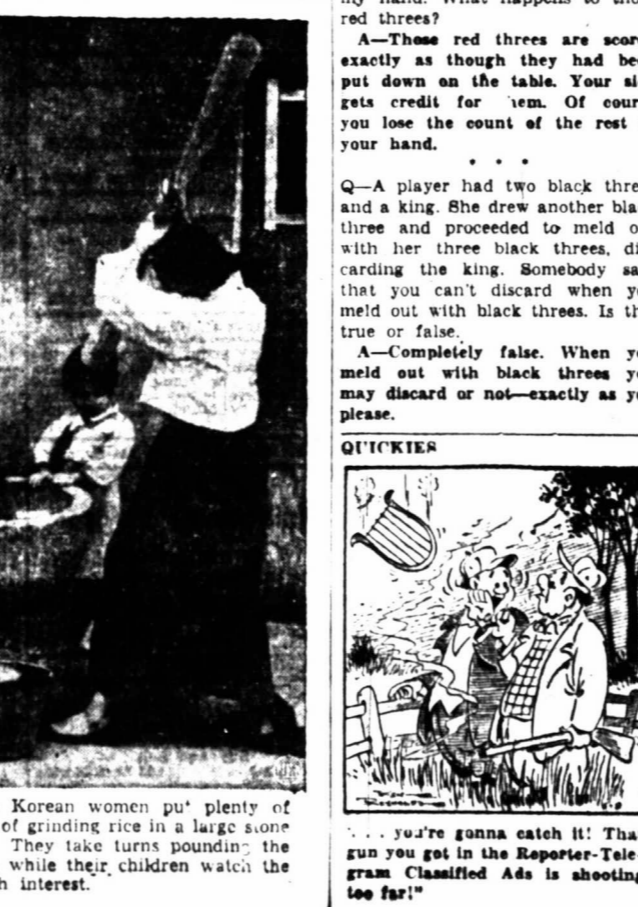 Korean women put plenty of
of grinding rice in a large stone
They take turns pounding the
while their children watch the
h interest.
red threes?
A—These red threes are scor
exactly as though they had be
put down on the table. Your si
gets credit for them. Of cour
you lose the count of the rest
your hand.
• • •
Q—A player had two black thre
and a king. She drew another bla
three and proceeded to meld o
with her three black threes, di
carding the king. Somebody sa
that you can't discard when yo
meld out with black threes. Is th
true or false.
A—Completely false. When yo
meld out with black threes yo
may discard or not—exactly as yo
please.
QUICKIES
". . . you're gonna catch it! Tha
gun you got in the Reporter-Tele-
gram Classified Ads is shooting
too far!"